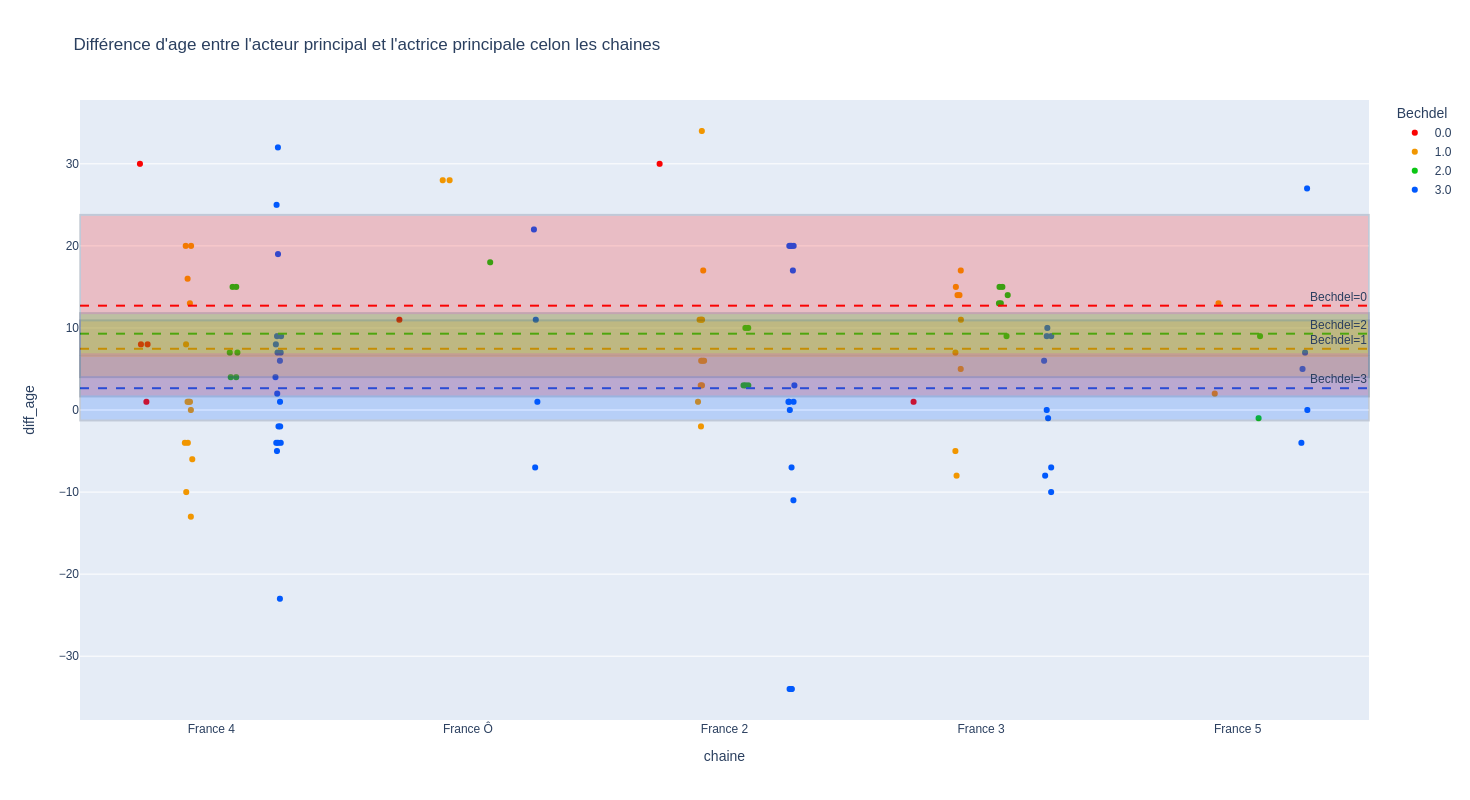 Différence d'age entre l'acteur principal et l'actrice principale celon les chaines
Bechdel
0.0
1.0
2.0
3.0
diff_age
30
20
10
0
−10
−20
−30
Bechdel=0
Bechdel=2
Bechdel=1
Bechdel=3
France 4
France Ô
France 2
France 3
France 5
chaine